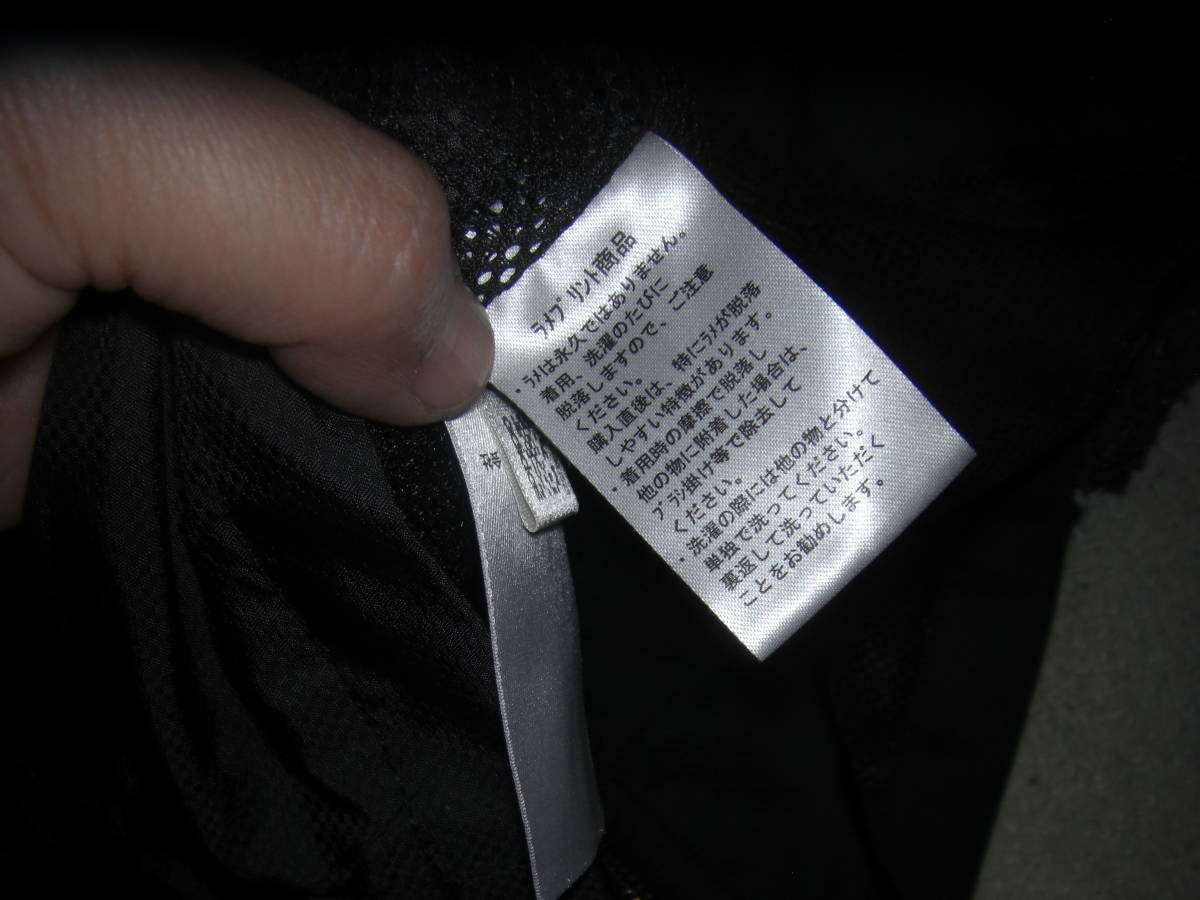 ﾗﾒﾌﾟﾘﾝﾄ商品
・ﾗﾒは永久ではありません。
着用、洗濯のたびに
脱落しますので、ご注意
ください。
購入直後は、特にﾗﾒが脱落
しやすい特徴があります。
・着用時の摩擦で脱落し
他の物に附着した場合は、
ﾌﾞﾗｼ掛け等で除去して
ください。
・洗濯の際には他の物と分けて
単独で洗ってください。
裏返して洗っていただく
ことをお勧めします。